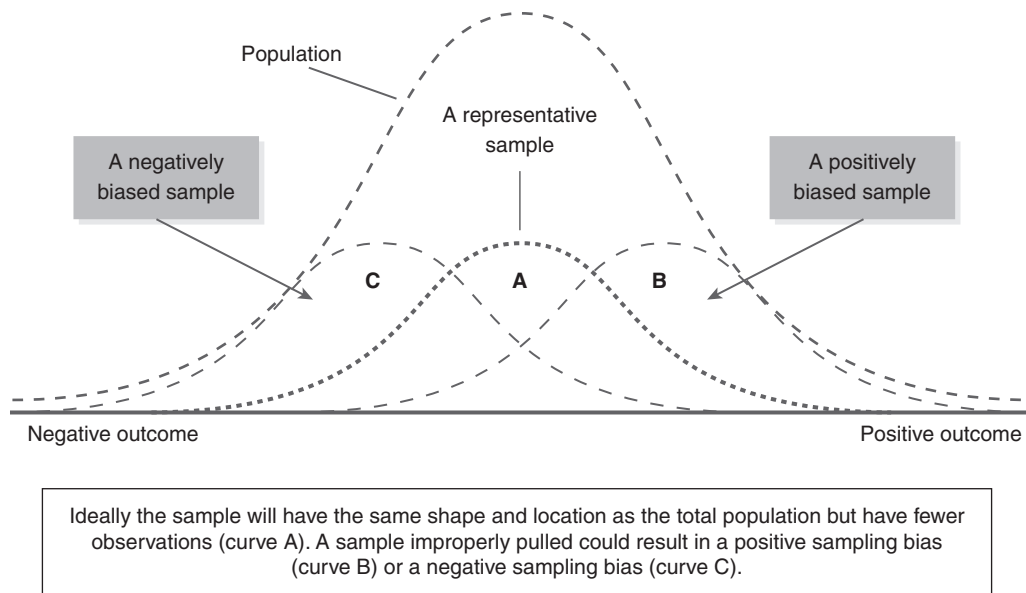 Population
A representative
sample
A negatively
biased sample
A positively
biased sample
C
A
B
Negative outcome
Positive outcome
Ideally the sample will have the same shape and location as the total population but have fewer
observations (curve A). A sample improperly pulled could result in a positive sampling bias
(curve B) or a negative sampling bias (curve C).